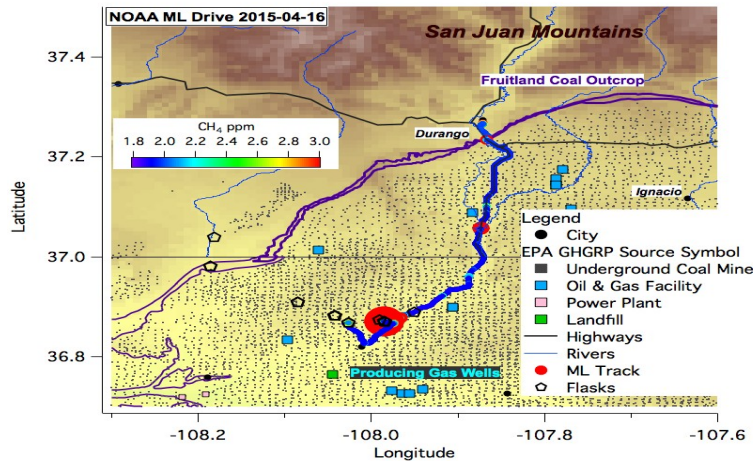 NOAA ML Drive 2015-04-16
San Juan Mountains
37.4
Fruitland Coal Outcrop
CH4 ppm
1.8 2.0 2.2 2.4 2.6 3.0
Durango
37.2
Ignacio
Latitude
Legend
City
EPA GHGRP Source Symbol
37.0
Underground Coal Mine
Oil & Gas Facility
Power Plant
Landfill
Highways
Rivers
ML Track
Flasks
36.8
Producing Gas Wells
-108.2 -108.0 -107.8 -107.6
Longitude